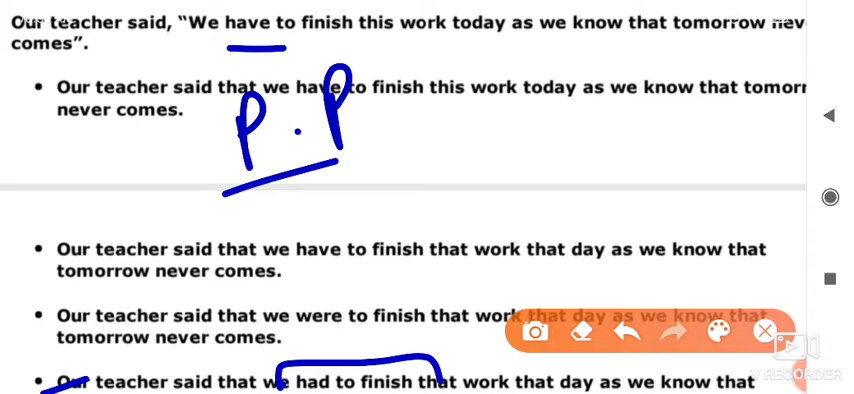 Our teacher said, "We have to finish this work today as we know that tomorrow nev
comes".
• Our teacher said that we have to finish this work today as we know that tomorr
never comes.
P.P
• Our teacher said that we have to finish that work that day as we know that
tomorrow never comes.
• Our teacher said that we were to finish that work that day as we know that
tomorrow never comes.
• Our teacher said that we had to finish that work that day as we know that
V RECORDER